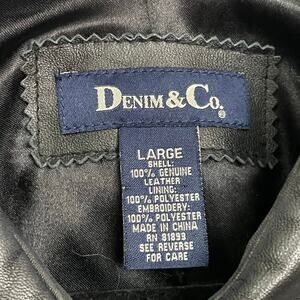 DENIM & CO.®
LARGE
SHELL:
100% GENUINE
LEATHER
LINING:
100% POLYESTER
EMBROIDERY:
100% POLYESTER
MADE IN CHINA
RN 81893
SEE REVERSE
FOR CARE